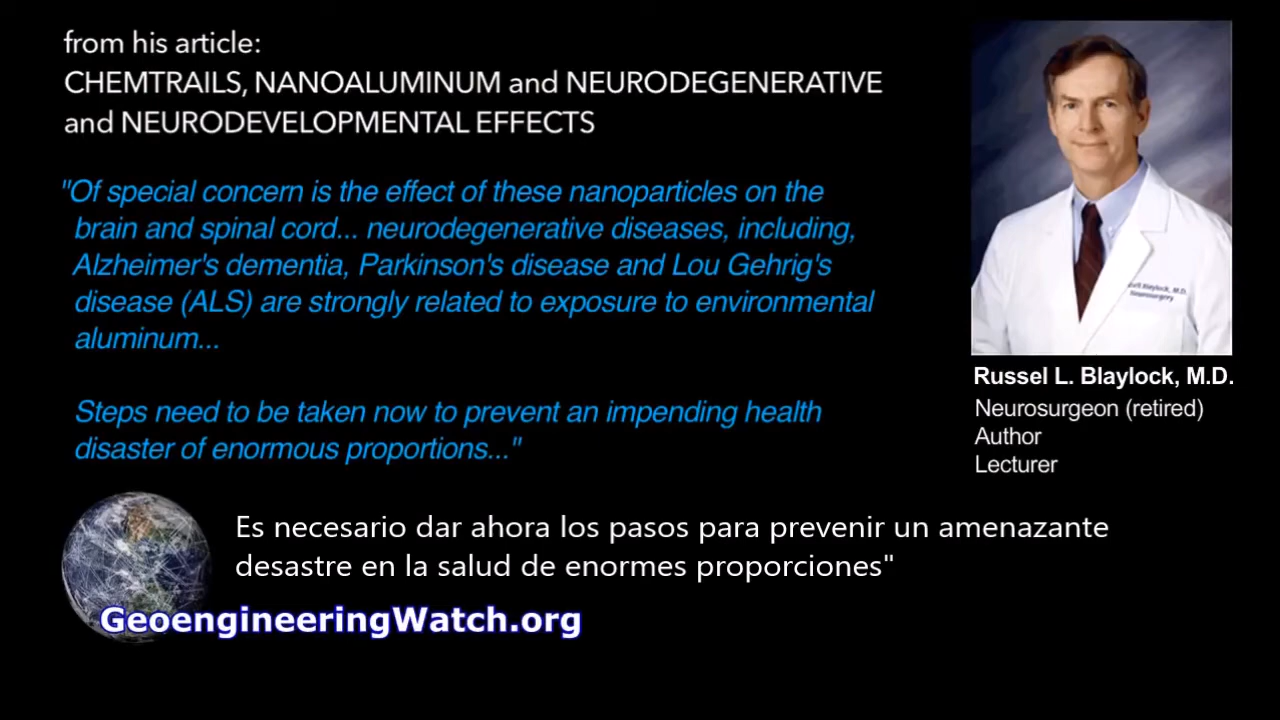 from his article:
CHEMTRAILS, NANOALUMINUM and NEURODEGENERATIVE
and NEURODEVELOPMENTAL EFFECTS
"Of special concern is the effect of these nanoparticles on the
brain and spinal cord... neurodegenerative diseases, including,
Alzheimer's dementia, Parkinson's disease and Lou Gehrig's
disease (ALS) are strongly related to exposure to environmental
aluminum...
Steps need to be taken now to prevent an impending health
disaster of enormous proportions..."
Blaylock, M.D.
Neurosurgery
Russel L. Blaylock, M.D.
Neurosurgeon (retired)
Author
Lecturer
Es necesario dar ahora los pasos para prevenir un amenazante
desastre en la salud de enormes proporciones"
GeoengineeringWatch.org